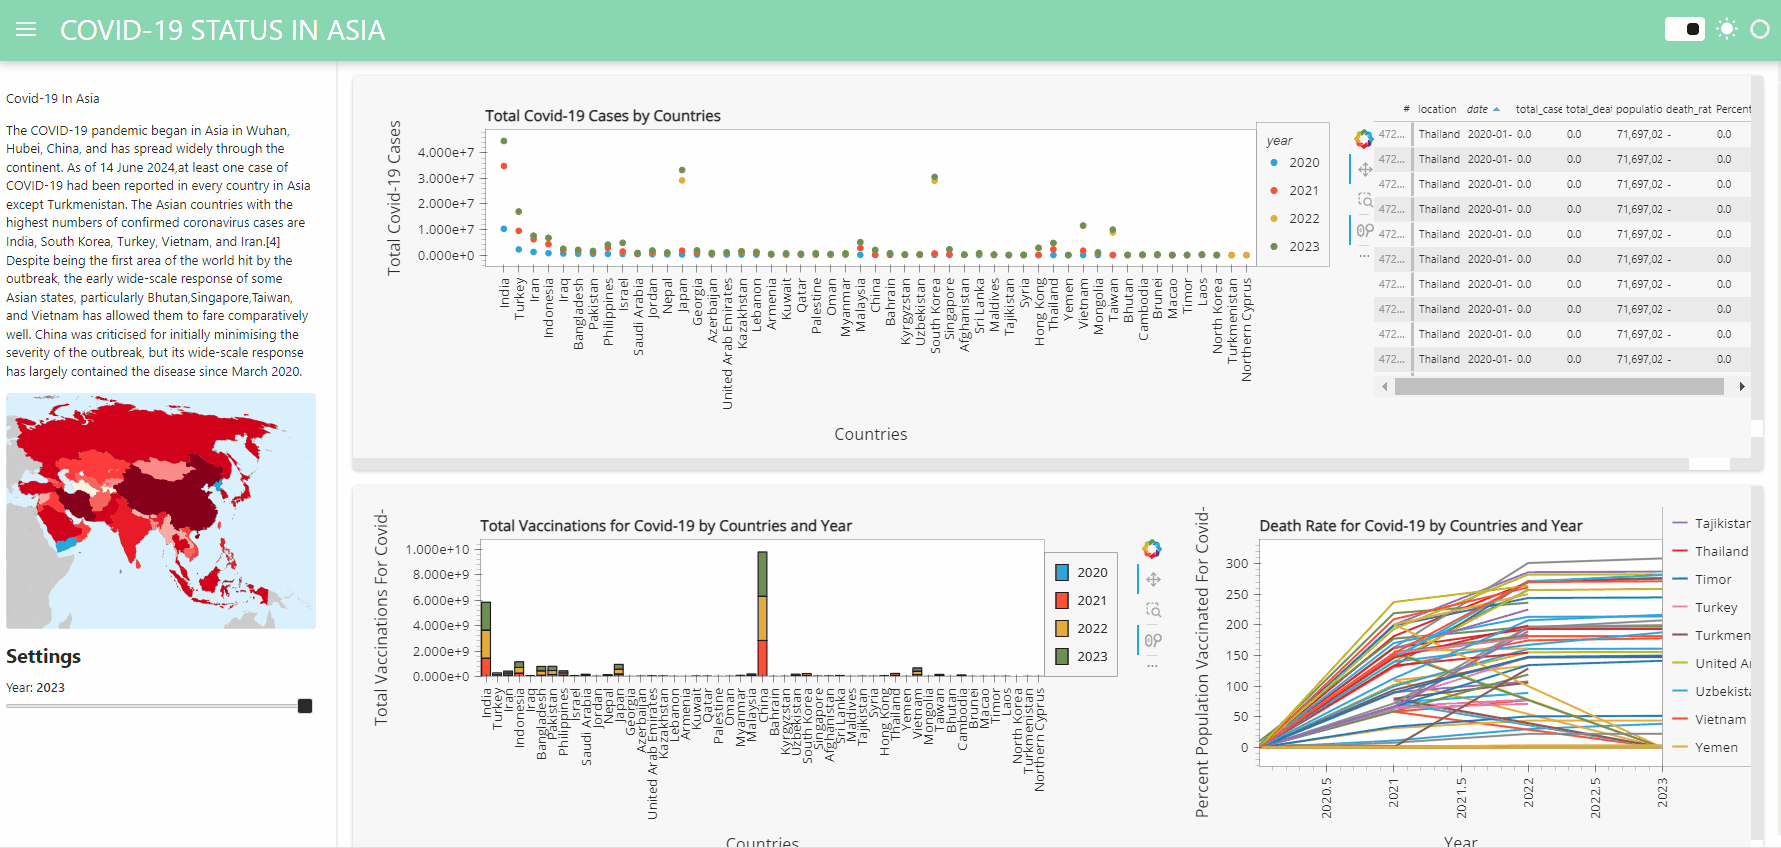 COVID-19 STATUS IN ASIA
Covid-19 In Asia
The COVID-19 pandemic began in Asia in Wuhan,
Hubei, China, and has spread widely through the
continent. As of 14 June 2024,at least one case of
COVID-19 had been reported in every country in Asia
except Turkmenistan. The Asian countries with the
highest numbers of confirmed coronavirus cases are
India, South Korea, Turkey, Vietnam, and Iran.[4]
Despite being the first area of the world hit by the
outbreak, the early wide-scale response of some
Asian states, particularly Bhutan,Singapore,Taiwan,
and Vietnam has allowed them to fare comparatively
well. China was criticised for initially minimising the
severity of the outbreak, but its wide-scale response
has largely contained the disease since March 2020.
Settings
Year: 2023
Total Covid-19 Cases by Countries
Total Covid-19 Cases
4.000e+7
3.000e+7
2.000e+7
1.000e+7
0.000e+0
India
Turkey
Iran
Indonesia
Iraq
Bangladesh
Pakistan
Philippines
Israel
Saudi Arabia
Jordan
Nepal
Japan
Georgia
Azerbaijan
United Arab Emirates
Kazakhstan
Lebanon
Armenia
Kuwait
Qatar
Palestine
Oman
Myanmar
Malaysia
China
Bahrain
Kyrgyzstan
Uzbekistan
South Korea
Singapore
Afghanistan
Sri Lanka
Maldives
Tajikistan
Syria
Hong Kong
Thailand
Yemen
Vietnam
Mongolia
Taiwan
Bhutan
Cambodia
Brunei
Macao
Timor
Laos
North Korea
Turkmenistan
Northern Cyprus
Countries
year
2020
2021
2022
2023
# location date total_case total_deat populatio death_rat Percent
472... Thailand 2020-01- 0.0 0.0 71,697,02 - 0.0
472... Thailand 2020-01- 0.0 0.0 71,697,02 - 0.0
472... Thailand 2020-01- 0.0 0.0 71,697,02 - 0.0
472... Thailand 2020-01- 0.0 0.0 71,697,02 - 0.0
472... Thailand 2020-01- 0.0 0.0 71,697,02 - 0.0
472... Thailand 2020-01- 0.0 0.0 71,697,02 - 0.0
472... Thailand 2020-01- 0.0 0.0 71,697,02 - 0.0
472... Thailand 2020-01- 0.0 0.0 71,697,02 - 0.0
472... Thailand 2020-01- 0.0 0.0 71,697,02 - 0.0
472... Thailand 2020-01- 0.0 0.0 71,697,02 - 0.0
Total Vaccinations for Covid-19 by Countries and Year
Total Vaccinations For Covid-
1.000e+10
8.000e+9
6.000e+9
4.000e+9
2.000e+9
0.000e+0
India
Turkey
Iran
Indonesia
Iraq
Bangladesh
Pakistan
Philippines
Israel
Saudi Arabia
Jordan
Nepal
Japan
Georgia
Azerbaijan
United Arab Emirates
Kazakhstan
Lebanon
Armenia
Kuwait
Qatar
Palestine
Oman
Myanmar
Malaysia
China
Bahrain
Kyrgyzstan
Uzbekistan
South Korea
Singapore
Afghanistan
Sri Lanka
Maldives
Tajikistan
Syria
Hong Kong
Thailand
Yemen
Vietnam
Mongolia
Taiwan
Bhutan
Cambodia
Brunei
Macao
Timor
Laos
North Korea
Turkmenistan
Northern Cyprus
Countries
2020
2021
2022
2023
Death Rate for Covid-19 by Countries and Year
Percent Population Vaccinated For Covid-
300
250
200
150
100
50
0
2020.5
2021
2021.5
2022
2022.5
2023
Year
Tajikistan
Thailand
Timor
Turkey
Turkmen
United Ar
Uzbekista
Vietnam
Yemen